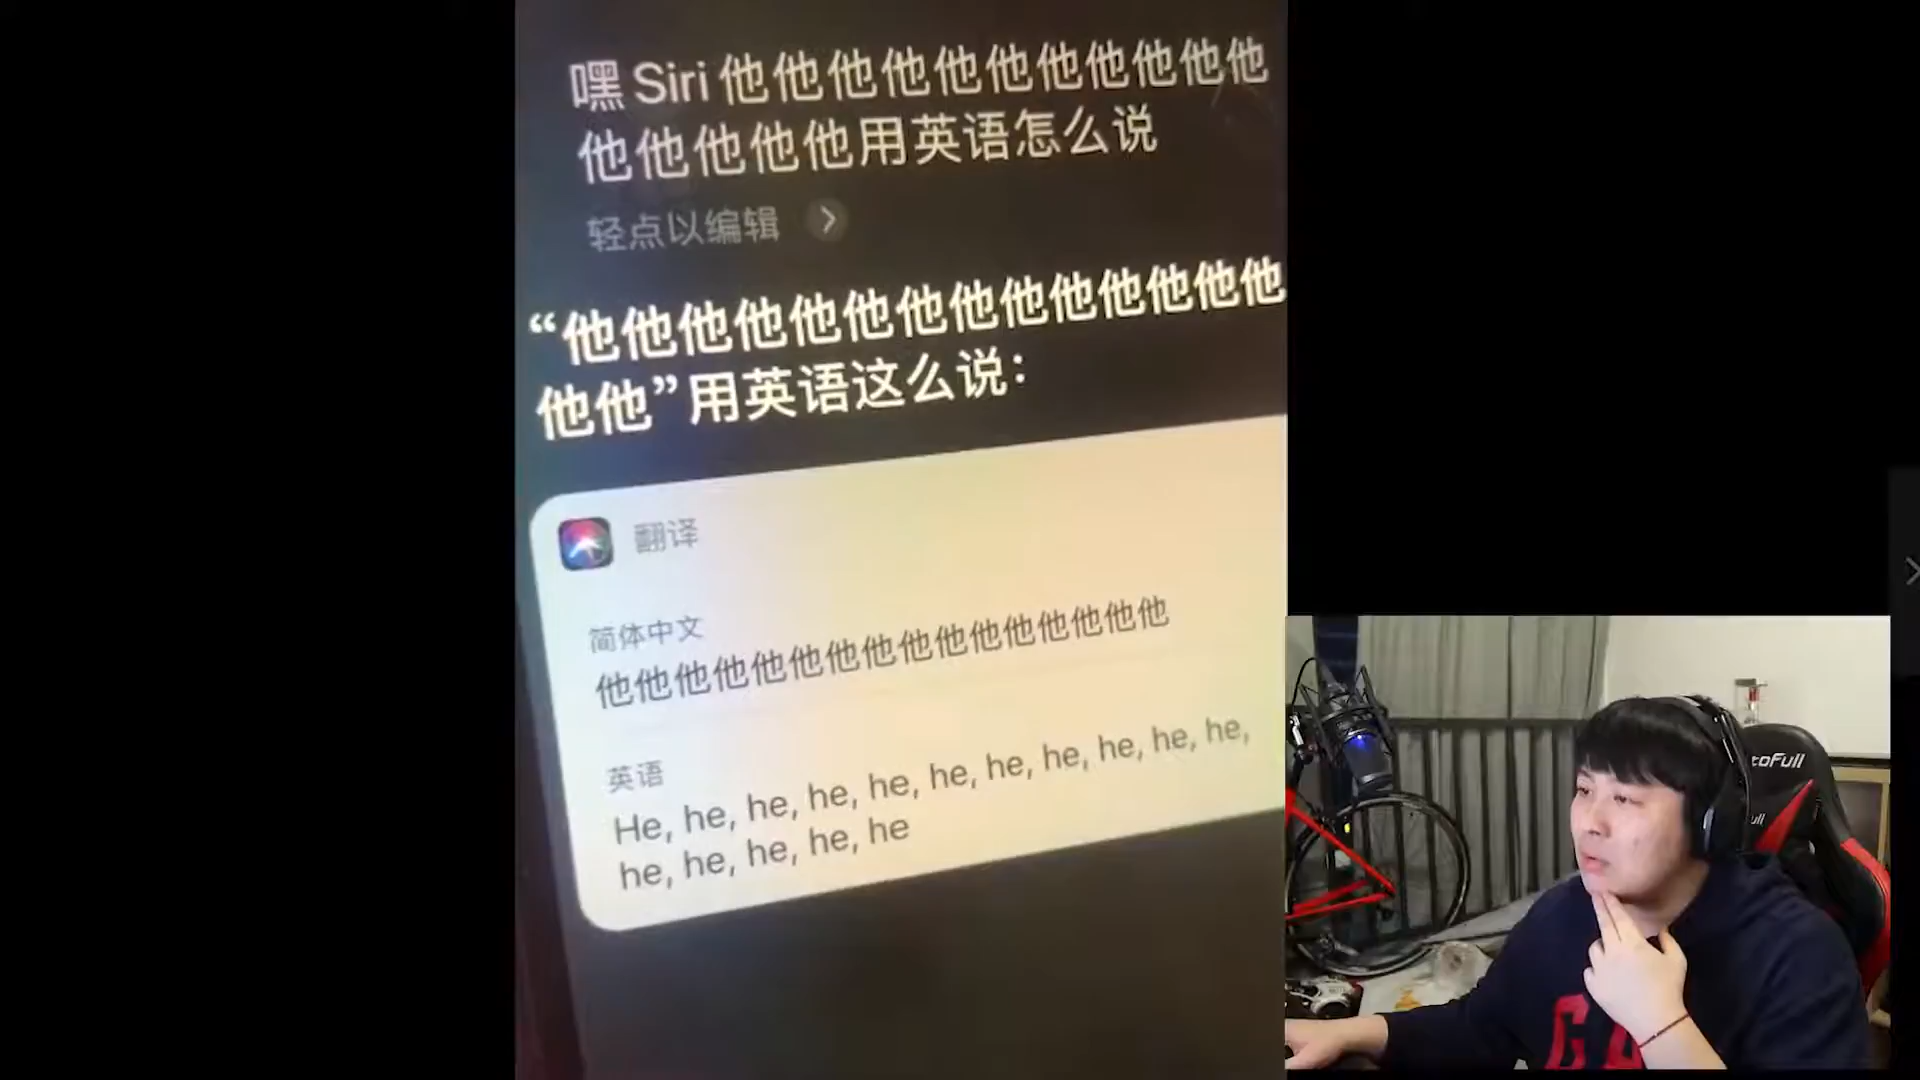 嘿 Siri 他他他他他他他他他他他
他他他他他用英语怎么说
轻点以编辑
“他他他他他他他他他他他他他他
他他”用英语这么说：
翻译
简体中文
他他他他他他他他他他他他他他他他
英语
He, he, he, he, he, he, he, he, he, he, he,
he, he, he, he, he
toFull